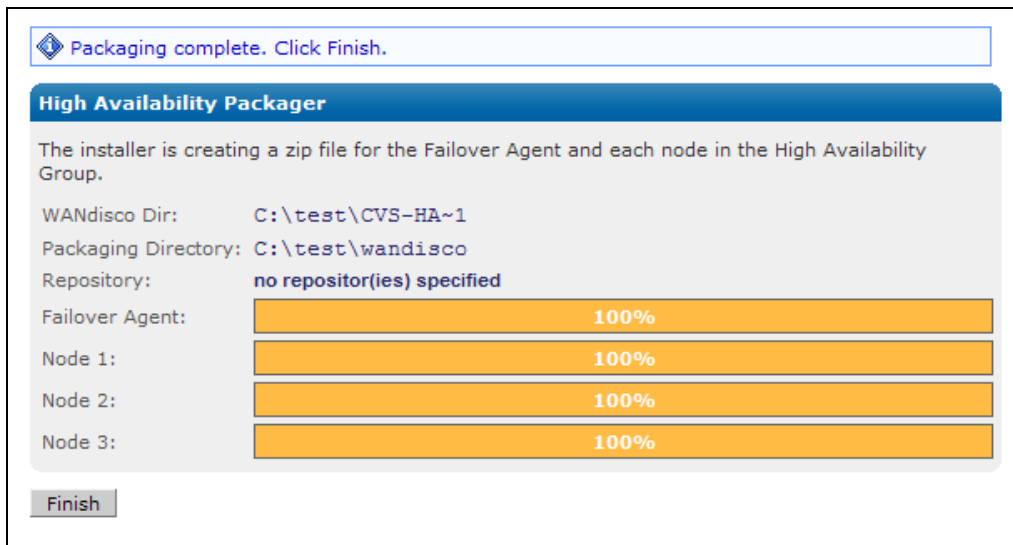 Packaging complete. Click Finish.
High Availability Packager
The installer is creating a zip file for the Failover Agent and each node in the High Availability
Group.
WANdisco Dir: C:\test\CVS-HA~1
Packaging Directory: C:\test\wandisco
Repository: no repositor(ies) specified
Failover Agent: 100%
Node 1: 100%
Node 2: 100%
Node 3: 100%
Finish